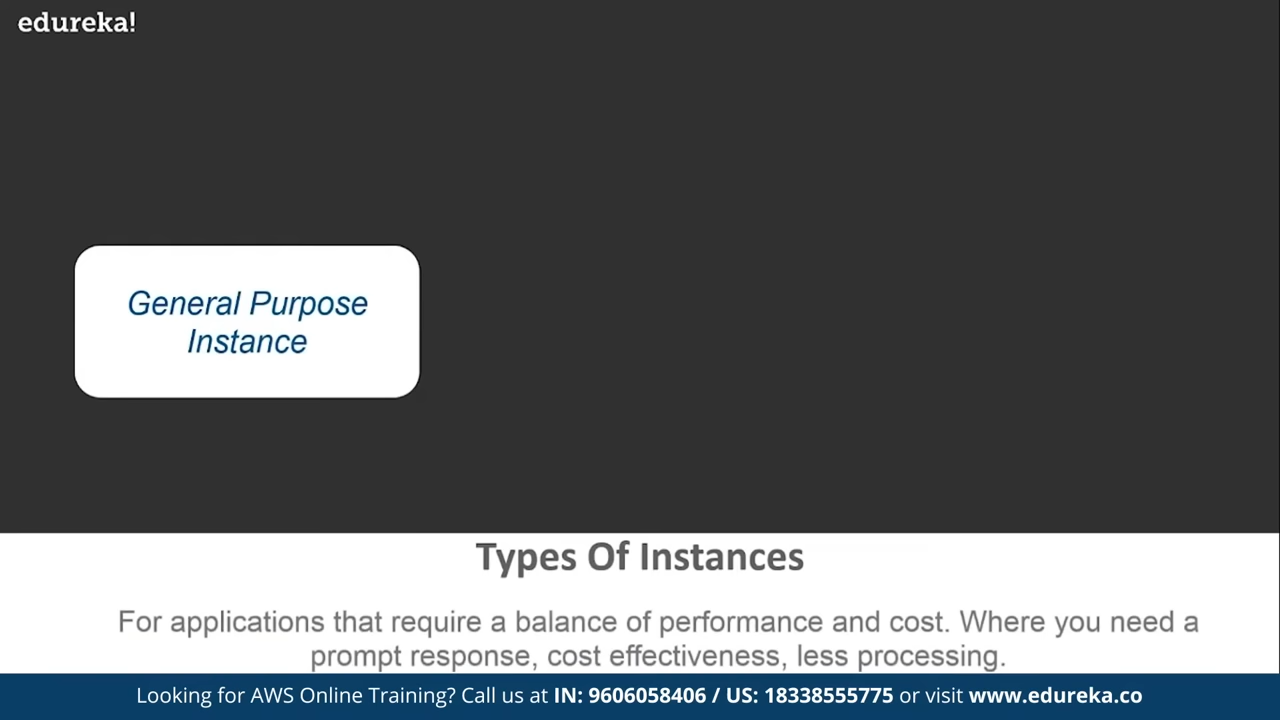 edureka!
General Purpose
Instance
Types Of Instances
For applications that require a balance of performance and cost. Where you need a
prompt response, cost effectiveness, less processing.
Looking for AWS Online Training? Call us at IN: 9606058406 / US: 18338555775 or visit www.edureka.co